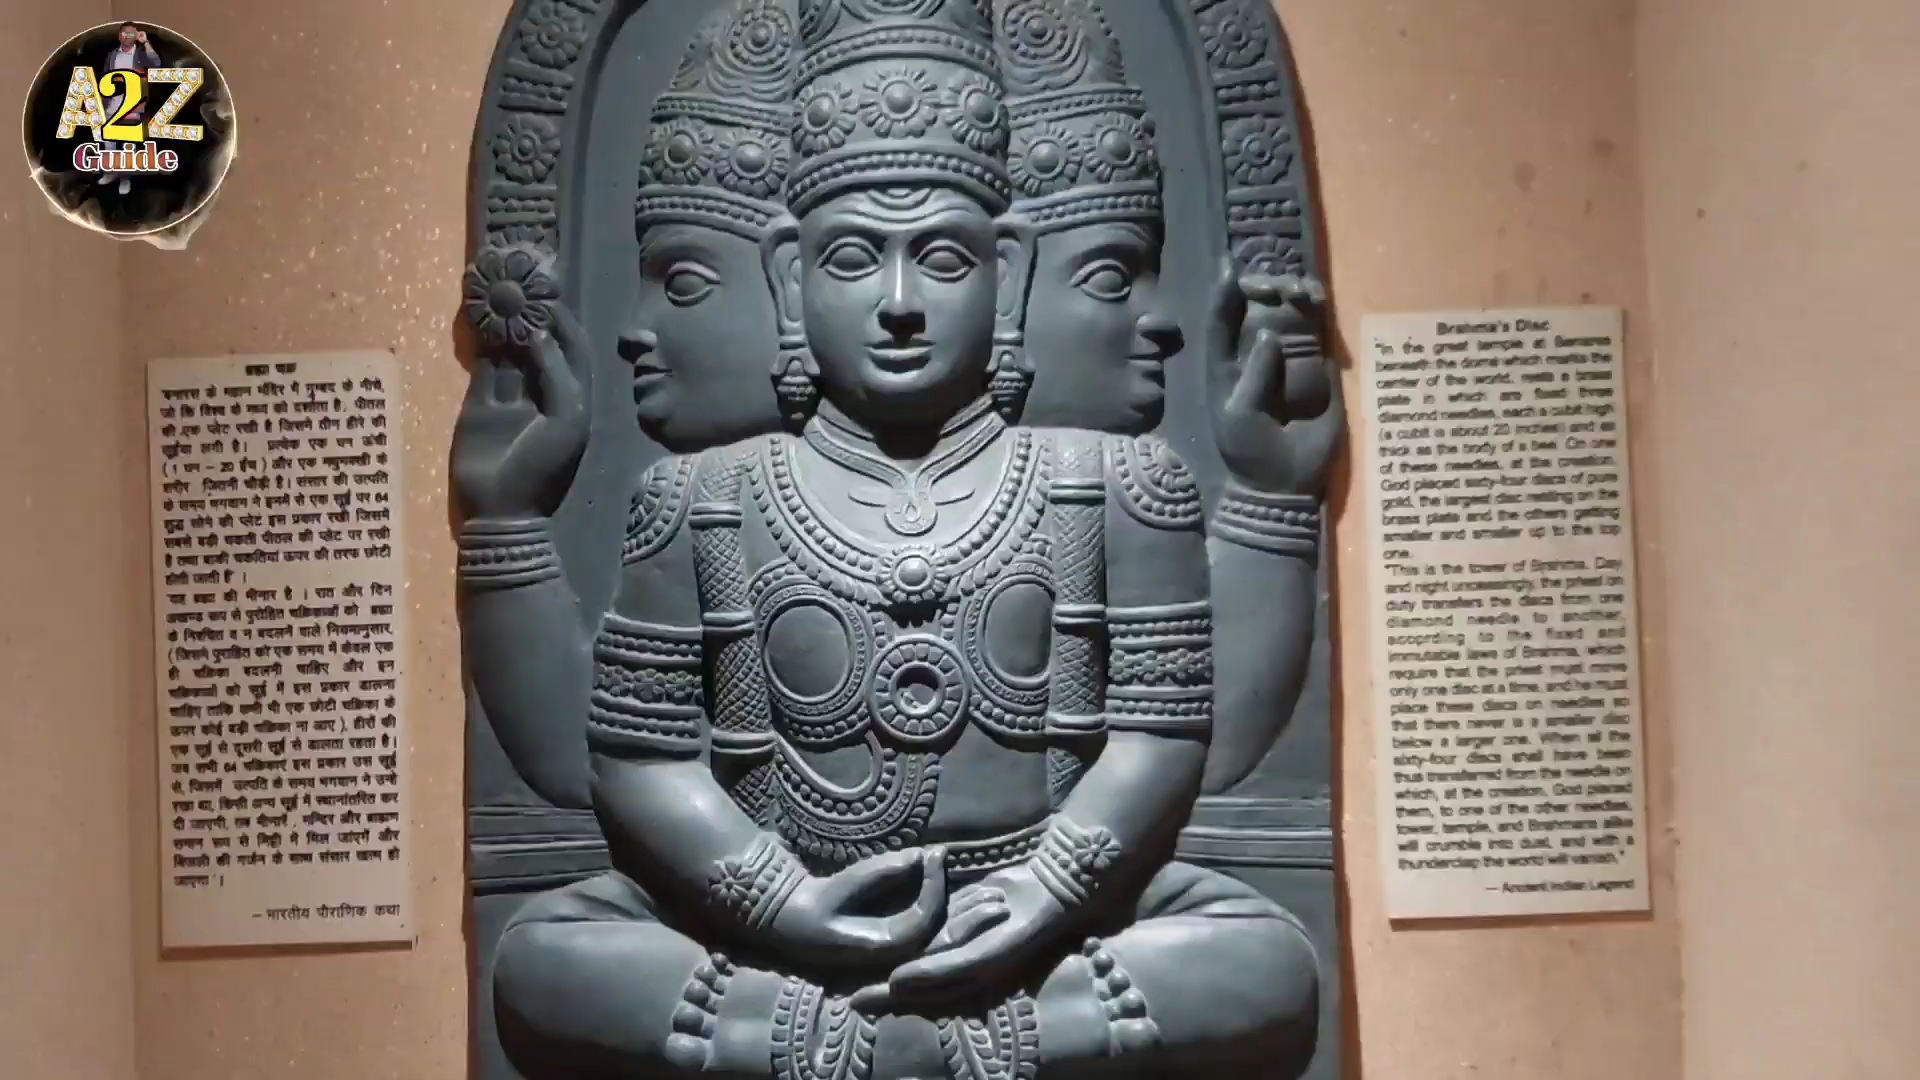 A2Z
Guide
ब्रह्मा चक्र
'बनारस के महान मंदिर में गुम्बद के नीचे,
जो कि विश्व के मध्य को दर्शाता है, पीतल
की एक प्लेट रखी है जिसमें तीन हीरे की
सूईंया लगी है। प्रत्येक एक घन ऊंची
(1 घन – 20 इंच) और एक मधुमक्खी के
शरीर जितनी चौड़ी है। संसार की उत्पति
के समय भगवान ने इनमें से एक सूई पर 64
शुद्ध सोने की प्लेट इस प्रकार रखी जिसमें
सबसे बड़ी चकती पीतल की प्लेट पर रखी
है तथा बाकी चकतियां ऊपर की तरफ छोटी
होती जाती हैं' ।
'यह ब्रह्मा की मीनार है । रात और दिन
अखण्ड रूप से पुरोहित चक्रिकाओं को ब्रह्मा
के निश्चित व न बदलने वाले नियमानुसार,
(जिसमें पुरोहित को एक समय में केवल एक
ही चक्रिका बदलनी चाहिए और इन
चक्रिकाओं को सूई में इस प्रकार डालना
चाहिए ताकि कभी भी एक छोटी चक्रिका के
ऊपर कोई बड़ी चक्रिका ना आए), हीरों की
एक सूई से दूसरी सूई से डालता रहता है।
जब सभी 64 चक्रिकाएं इस प्रकार उस सूई
से, जिसमें उत्पति के समय भगवान ने उन्हें
रखा था, किसी अन्य सूई में स्थानांतरित कर
दी जाएगी, तब मीनारें, मन्दिर और ब्राह्मण
समान रूप से मिट्टी में मिल जाएंगें और
बिजली की गर्जन के साथ संसार खत्म हो
जाएगा'।
– भारतीय पौराणिक कथा
Brahma's Disc
"In the great temple at Benares
beneath the dome which marks the
center of the world, rests a brass
plate in which are fixed three
diamond needles, each a cubit high
(a cubit is about 20 inches) and as
thick as the body of a bee. On one
of these needles, at the creation,
God placed sixty-four discs of pure
gold, the largest disc resting on the
brass plate and the others getting
smaller and smaller up to the top
one.
"This is the tower of Brahma. Day
and night unceasingly, the priest on
duty transfers the discs from one
diamond needle to another,
according to the fixed and
immutable laws of Brahma, which
require that the priest must move
only one disc at a time, and he must
place these discs on needles so
that there never is a smaller disc
below a larger one. When all the
sixty-four discs shall have been
thus transferred from the needle on
which, at the creation, God placed
them, to one of the other needles,
tower, temple, and Brahmans alike
will crumble into dust, and with a
thunderclap the world will vanish."
— Ancient Indian Legend